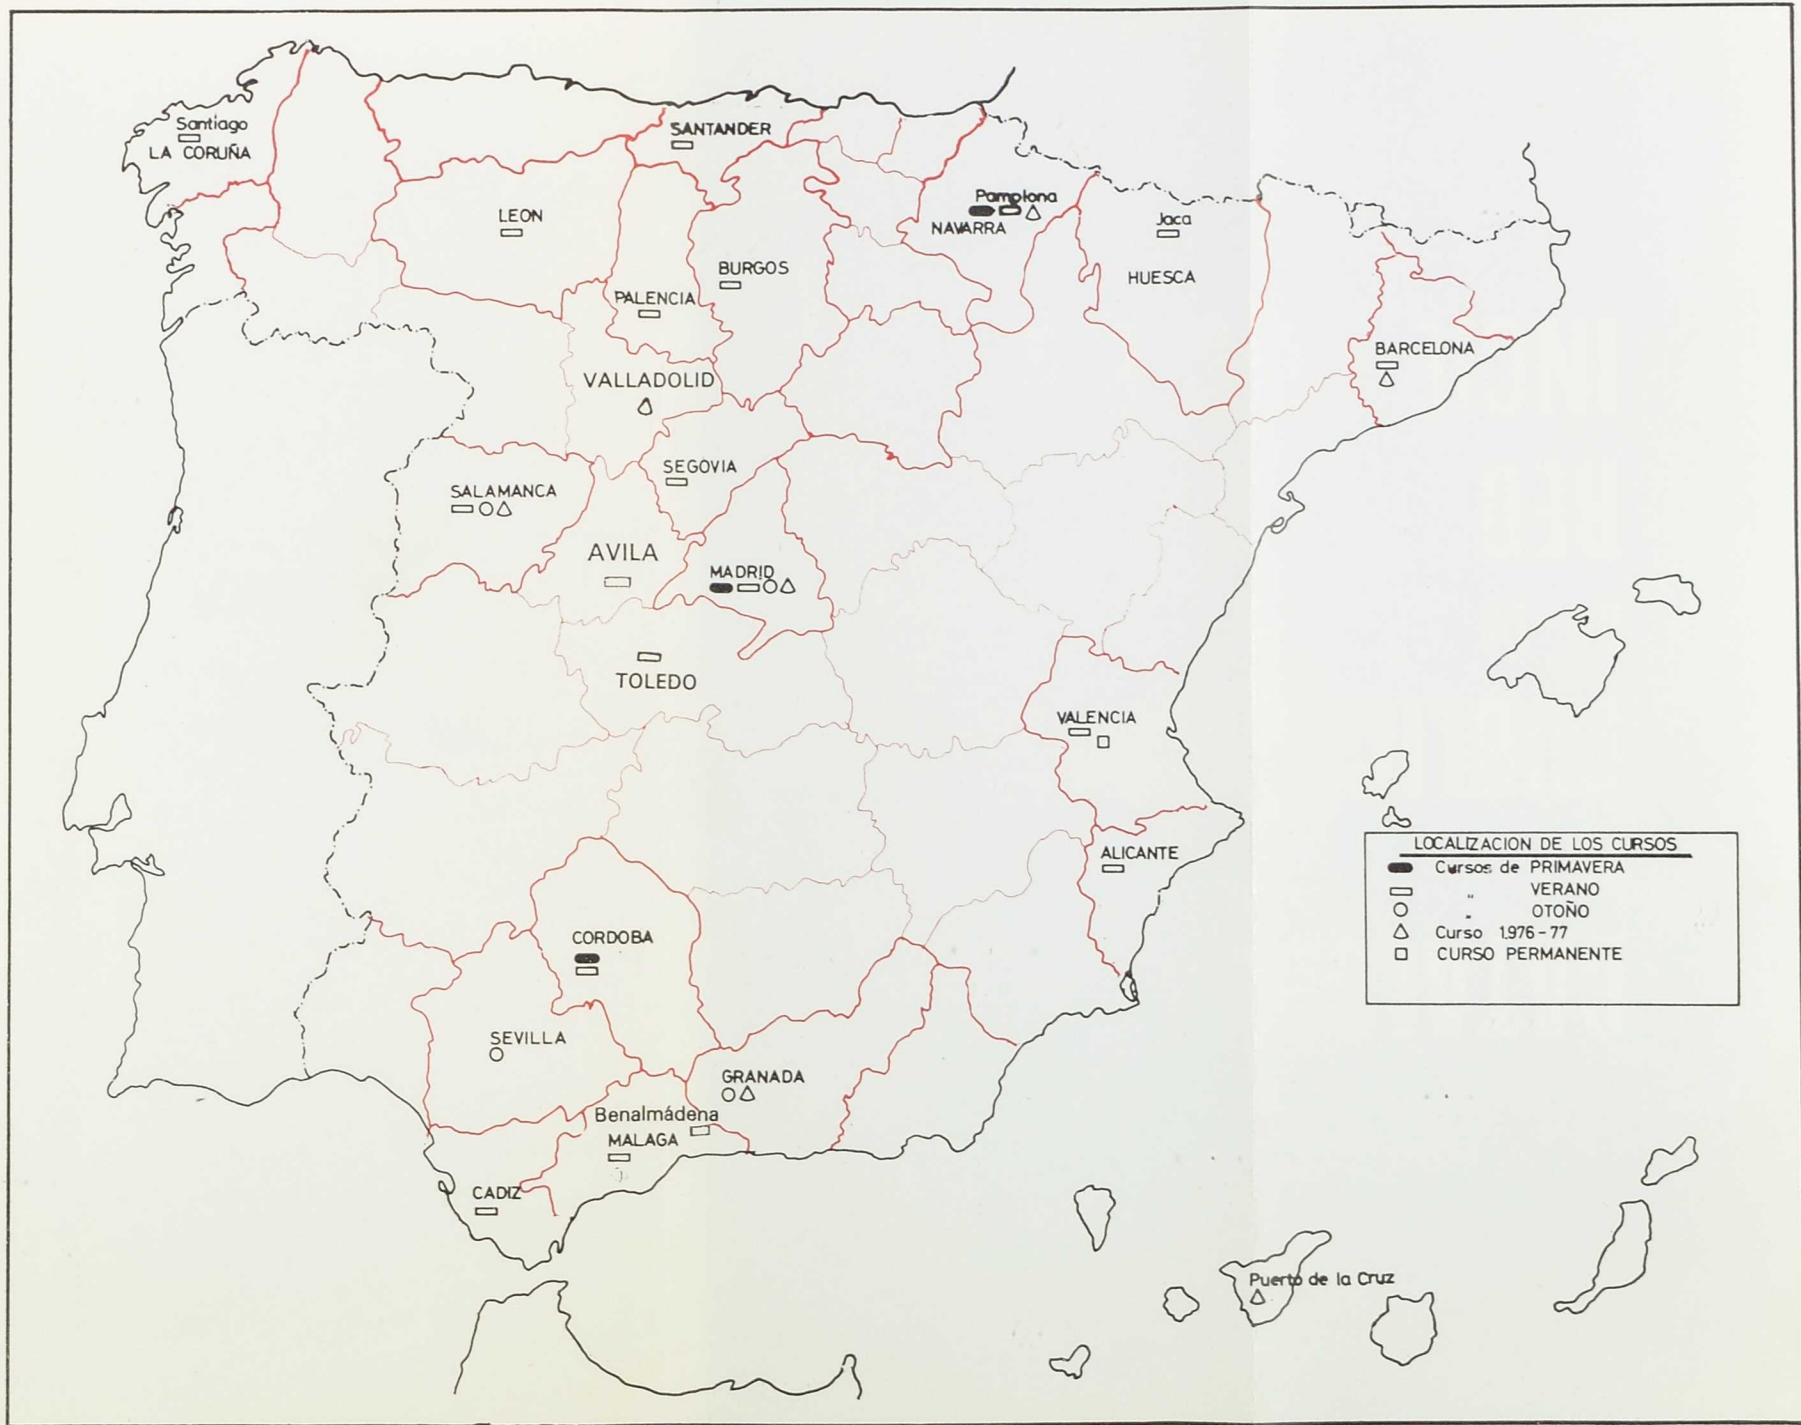 Santiago
LA CORUÑA
SANTANDER
LEON
Pamplona
NAVARRA
Jaca
HUESCA
BURGOS
PALENCIA
BARCELONA
VALLADOLID
SEGOVIA
SALAMANCA
AVILA
MADRID
TOLEDO
VALENCIA
ALICANTE
LOCALIZACION DE LOS CURSOS
Cursos de PRIMAVERA
" VERANO
" OTOÑO
Curso 1.976-77
CURSO PERMANENTE
CORDOBA
SEVILLA
GRANADA
Benalmádena
MALAGA
CADIZ
Puerto de la Cruz